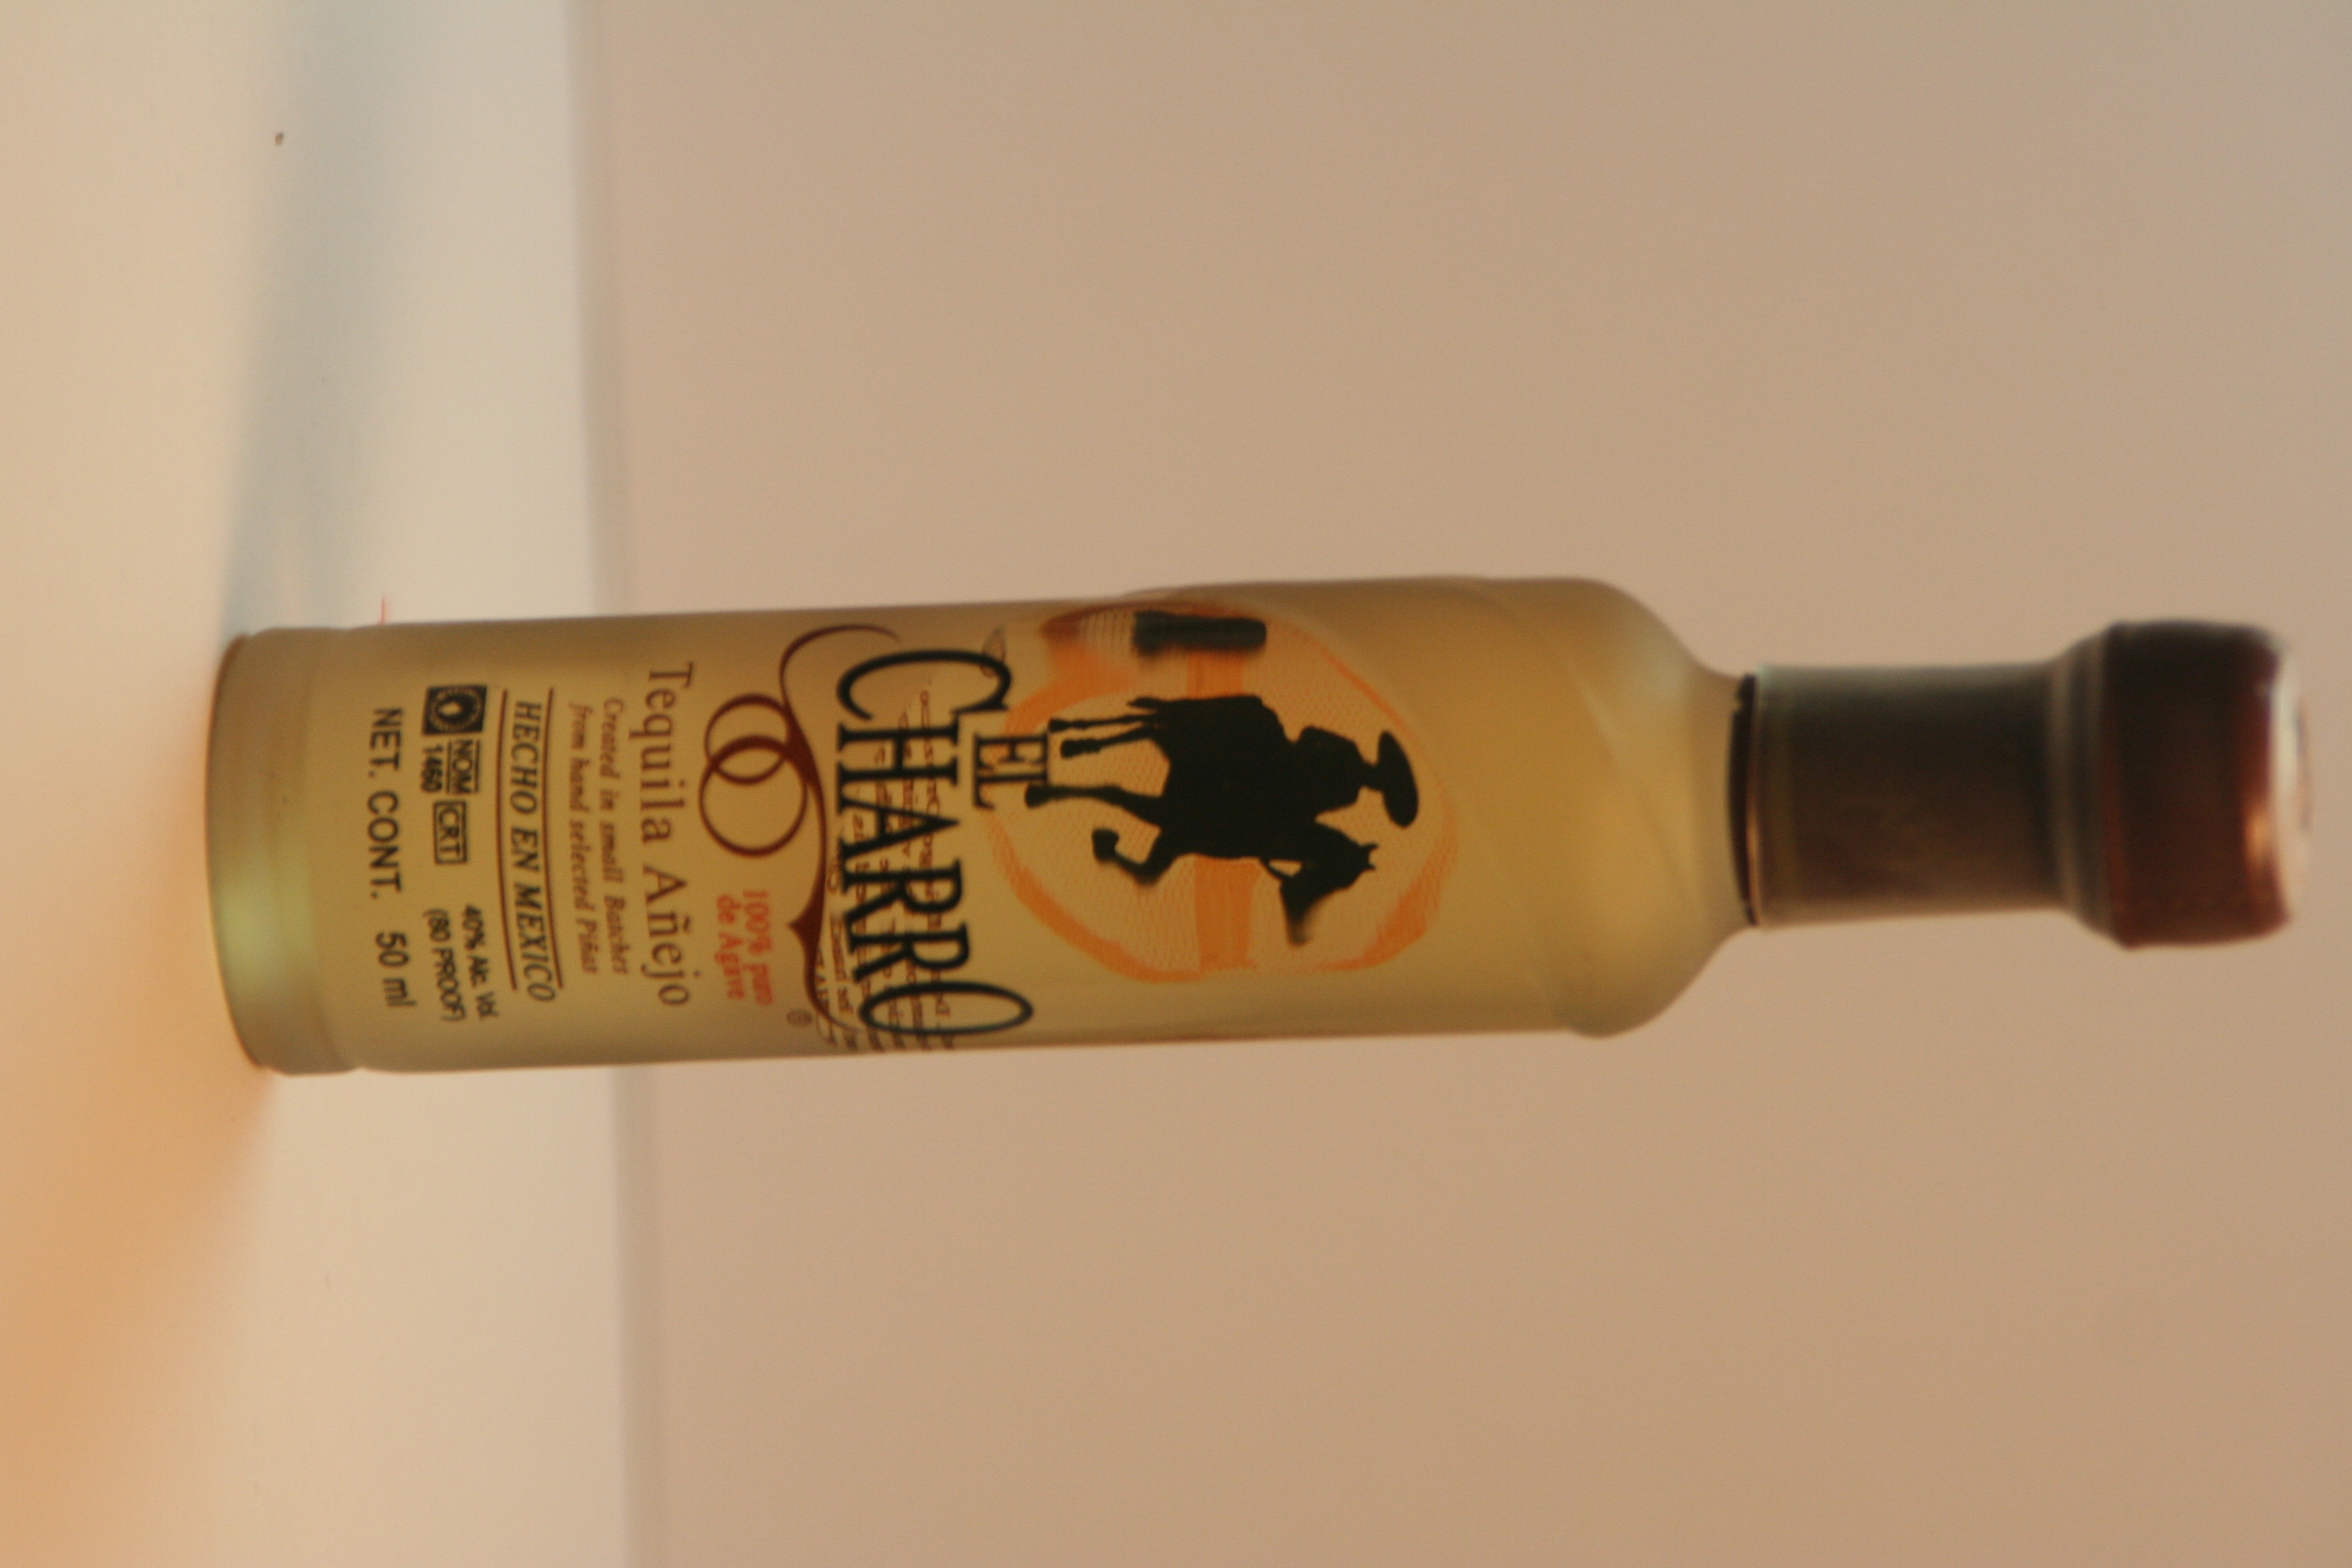 EL
CHARRO
®
100% puro
de Agave
Tequila Añejo
Created in small Batches
from hand selected Piñas
HECHO EN MEXICO
NOM 1460 CRT
40% Alc. Vol.
(80 PROOF)
NET. CONT. 50 ml